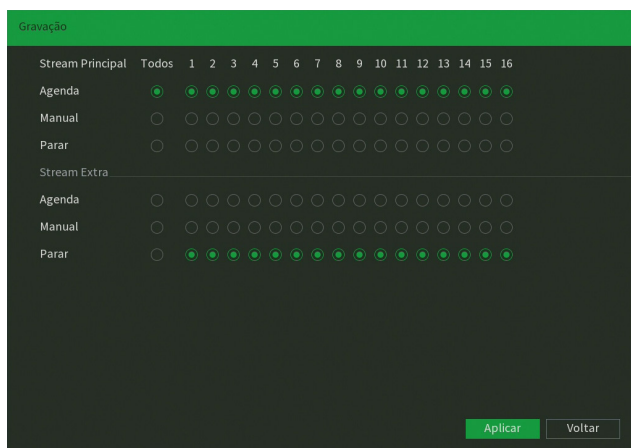 Gravação
Stream Principal Todos 1 2 3 4 5 6 7 8 9 10 11 12 13 14 15 16
Agenda
Manual
Parar
Stream Extra
Agenda
Manual
Parar
Aplicar Voltar